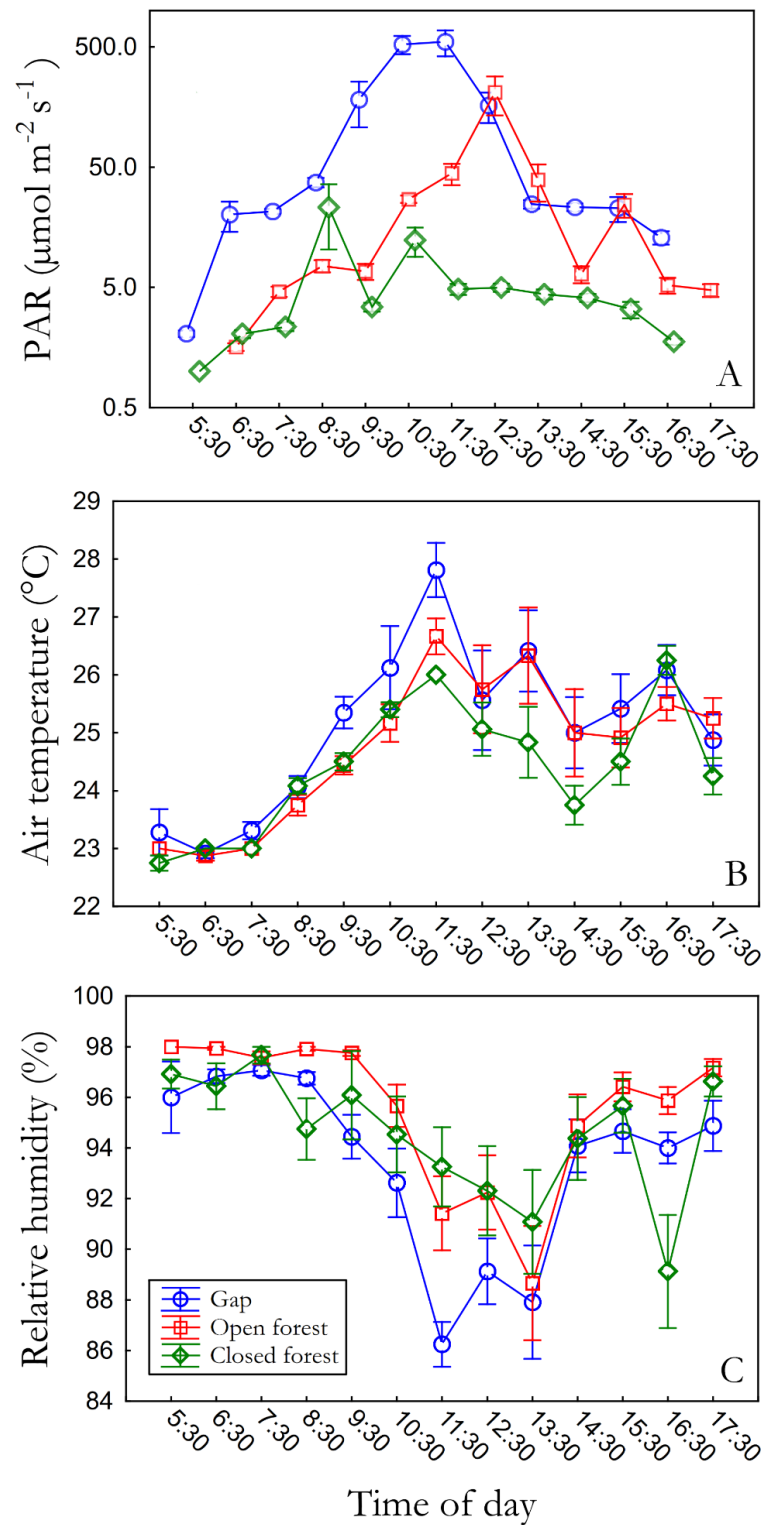 500.0
50.0
5.0
0.5
PAR (µmol m⁻² s⁻¹)
A
5:30 6:30 7:30 8:30 9:30 10:30 11:30 12:30 13:30 14:30 15:30 16:30 17:30
29
28
27
26
25
24
23
22
Air temperature (°C)
B
5:30 6:30 7:30 8:30 9:30 10:30 11:30 12:30 13:30 14:30 15:30 16:30 17:30
100
98
96
94
92
90
88
86
84
Relative humidity (%)
Gap
Open forest
Closed forest
C
5:30 6:30 7:30 8:30 9:30 10:30 11:30 12:30 13:30 14:30 15:30 16:30 17:30
Time of day